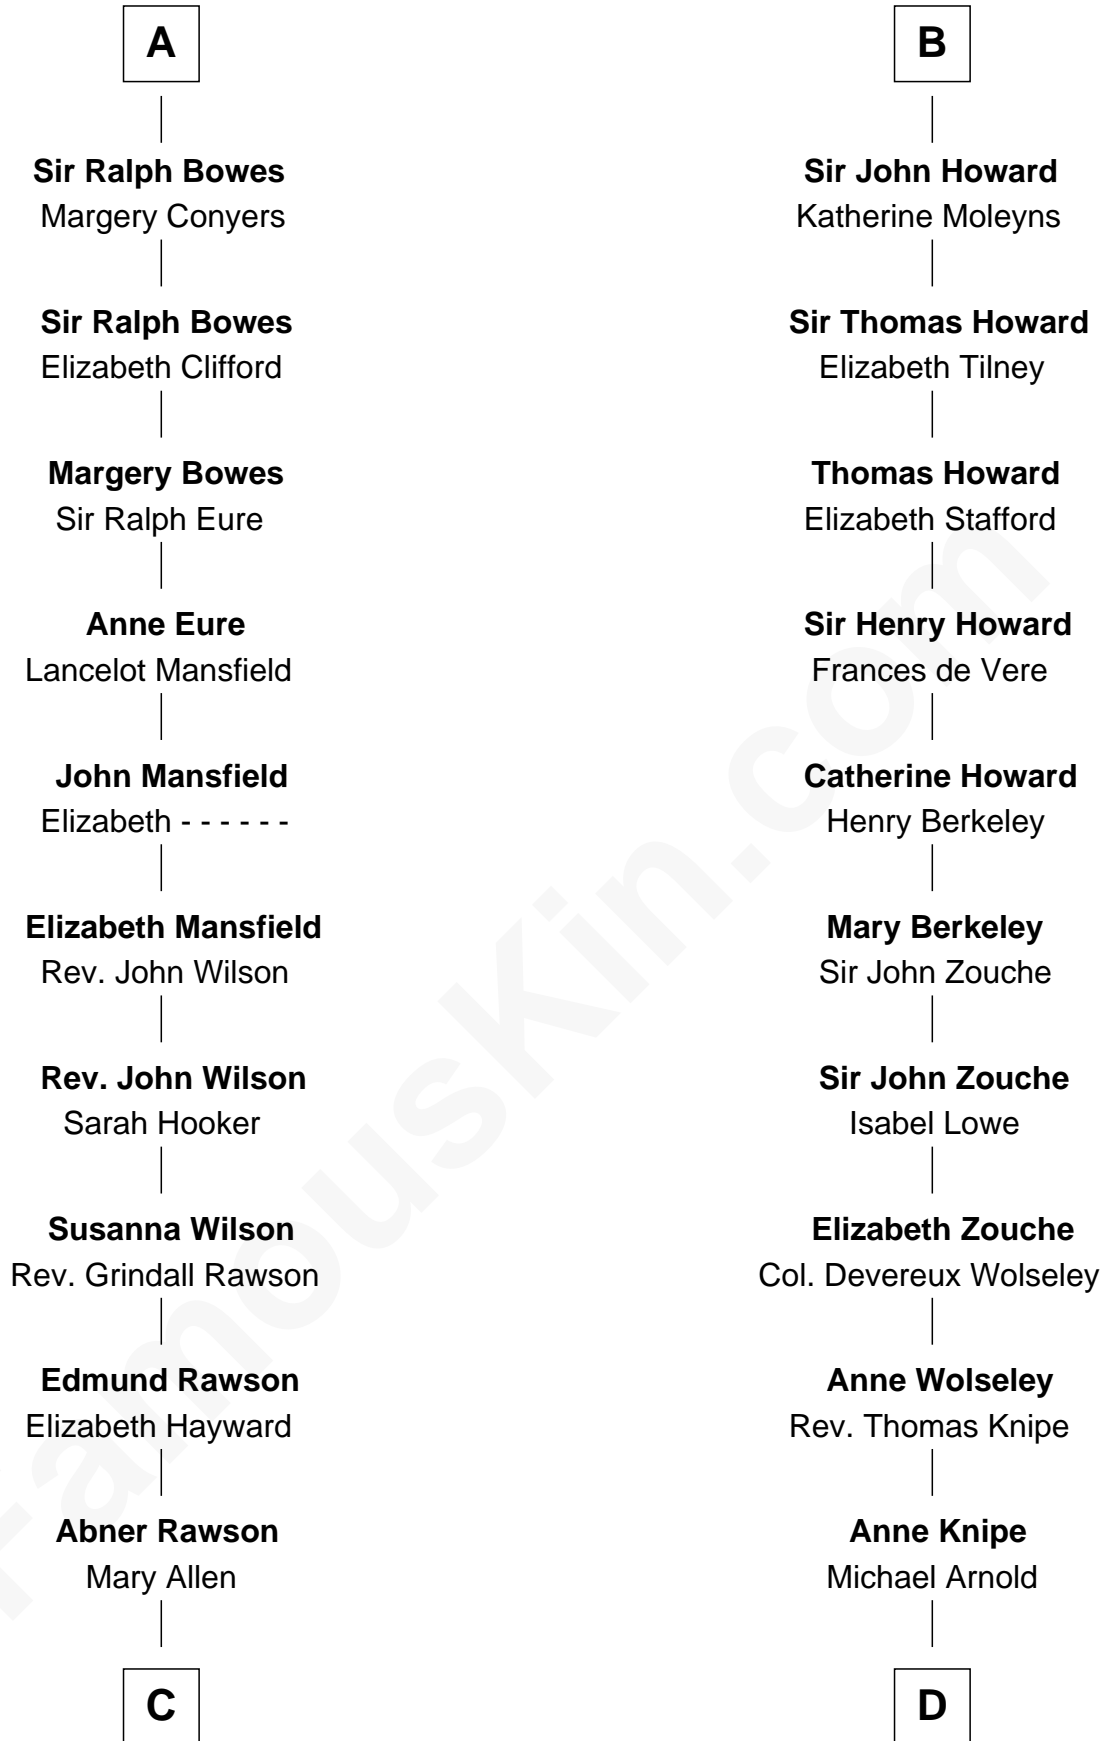 A
Sir Ralph Bowes
Margery Conyers
Sir Ralph Bowes
Elizabeth Clifford
Margery Bowes
Sir Ralph Eure
Anne Eure
Lancelot Mansfield
John Mansfield
Elizabeth - - - - - -
Elizabeth Mansfield
Rev. John Wilson
Rev. John Wilson
Sarah Hooker
Susanna Wilson
Rev. Grindall Rawson
Edmund Rawson
Elizabeth Hayward
Abner Rawson
Mary Allen
C
B
Sir John Howard
Katherine Moleyns
Sir Thomas Howard
Elizabeth Tilney
Thomas Howard
Elizabeth Stafford
Sir Henry Howard
Frances de Vere
Catherine Howard
Henry Berkeley
Mary Berkeley
Sir John Zouche
Sir John Zouche
Isabel Lowe
Elizabeth Zouche
Col. Devereux Wolseley
Anne Wolseley
Rev. Thomas Knipe
Anne Knipe
Michael Arnold
D
FamousKin.com